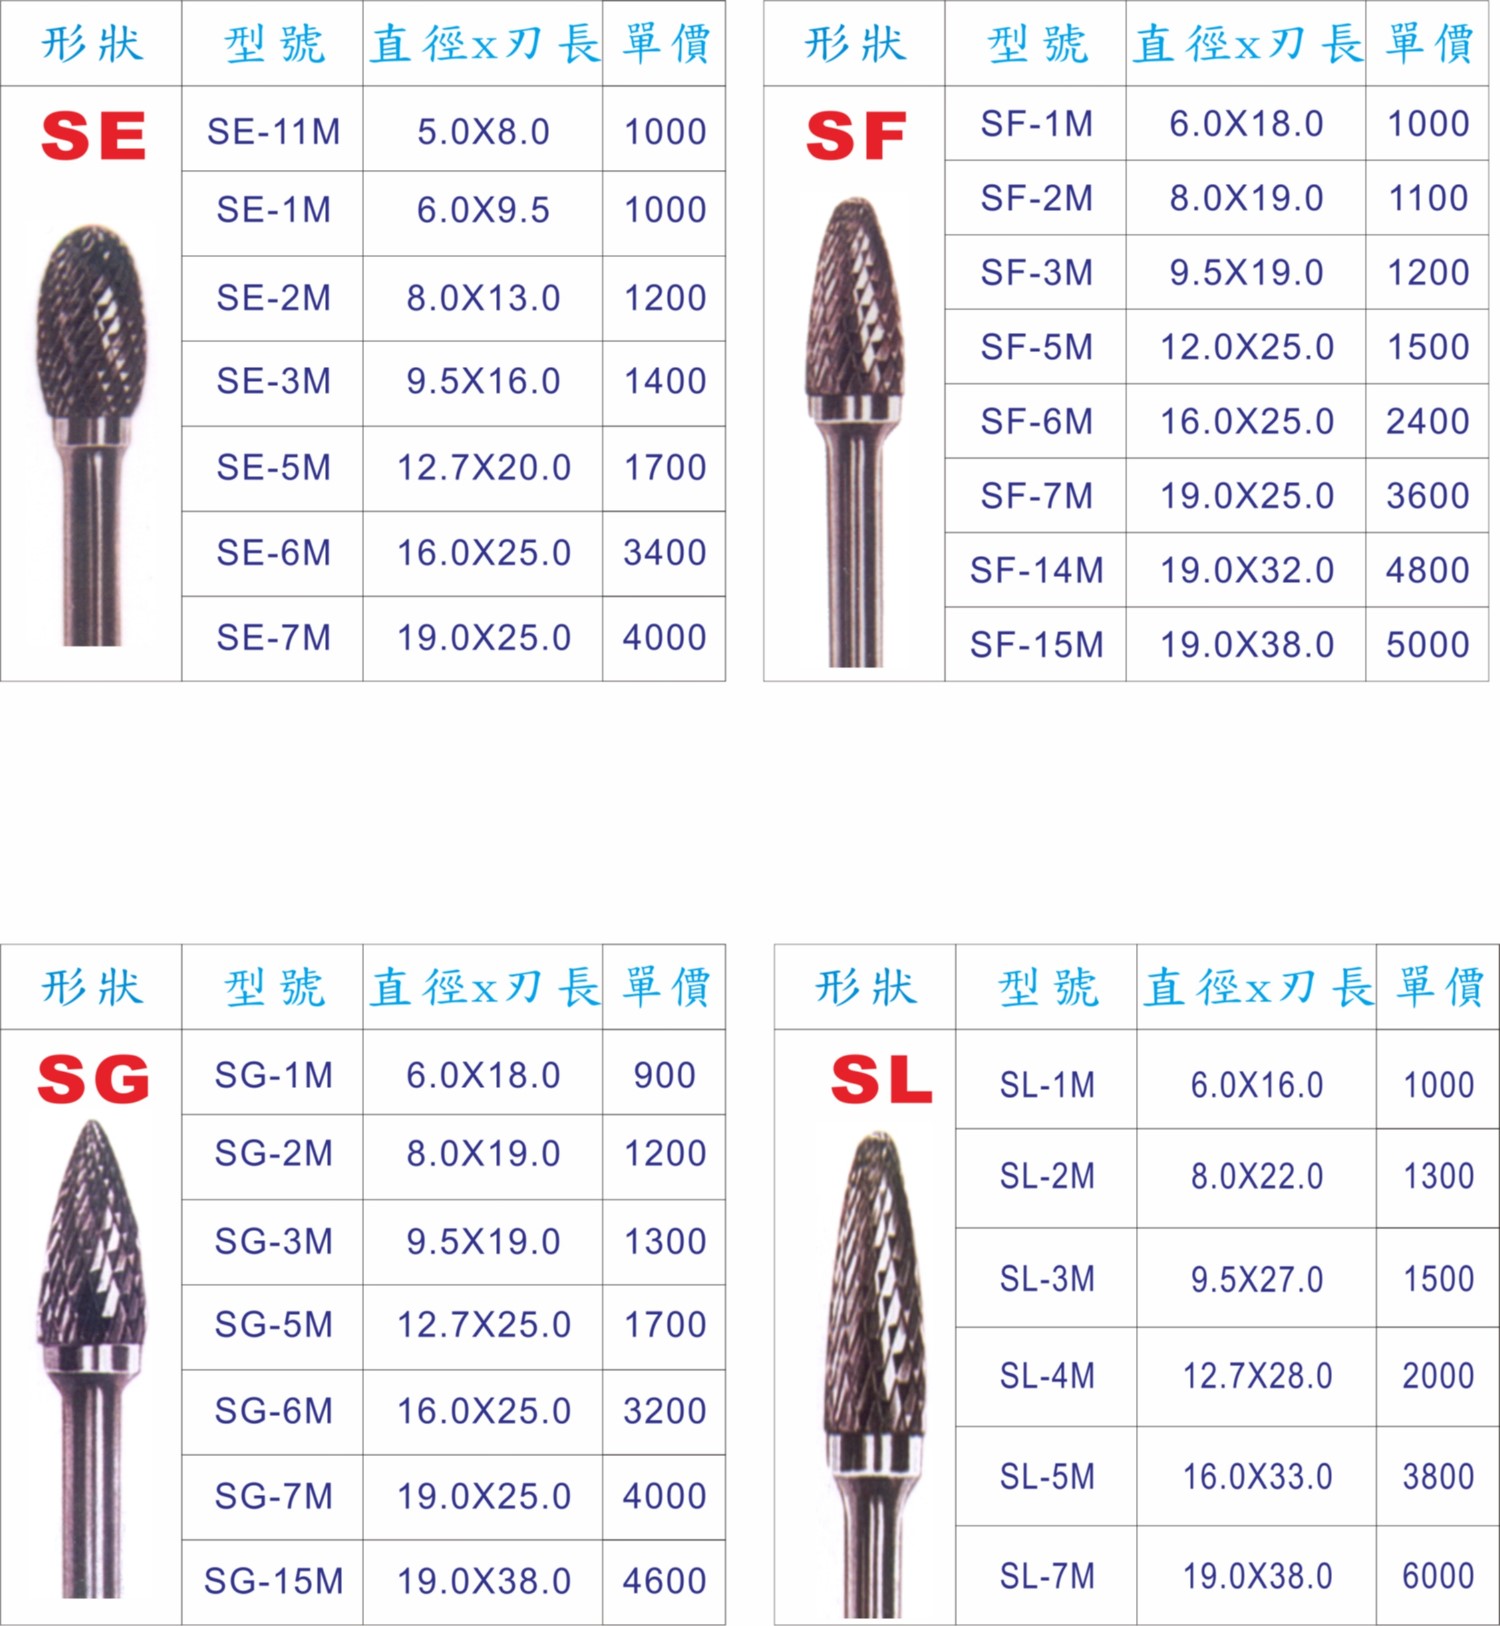 形狀 型號 直徑x刃長 單價
SE
SE-11M 5.0X8.0 1000
SE-1M 6.0X9.5 1000
SE-2M 8.0X13.0 1200
SE-3M 9.5X16.0 1400
SE-5M 12.7X20.0 1700
SE-6M 16.0X25.0 3400
SE-7M 19.0X25.0 4000
形狀 型號 直徑x刃長 單價
SF
SF-1M 6.0X18.0 1000
SF-2M 8.0X19.0 1100
SF-3M 9.5X19.0 1200
SF-5M 12.0X25.0 1500
SF-6M 16.0X25.0 2400
SF-7M 19.0X25.0 3600
SF-14M 19.0X32.0 4800
SF-15M 19.0X38.0 5000
形狀 型號 直徑x刃長 單價
SG
SG-1M 6.0X18.0 900
SG-2M 8.0X19.0 1200
SG-3M 9.5X19.0 1300
SG-5M 12.7X25.0 1700
SG-6M 16.0X25.0 3200
SG-7M 19.0X25.0 4000
SG-15M 19.0X38.0 4600
形狀 型號 直徑x刃長 單價
SL
SL-1M 6.0X16.0 1000
SL-2M 8.0X22.0 1300
SL-3M 9.5X27.0 1500
SL-4M 12.7X28.0 2000
SL-5M 16.0X33.0 3800
SL-7M 19.0X38.0 6000